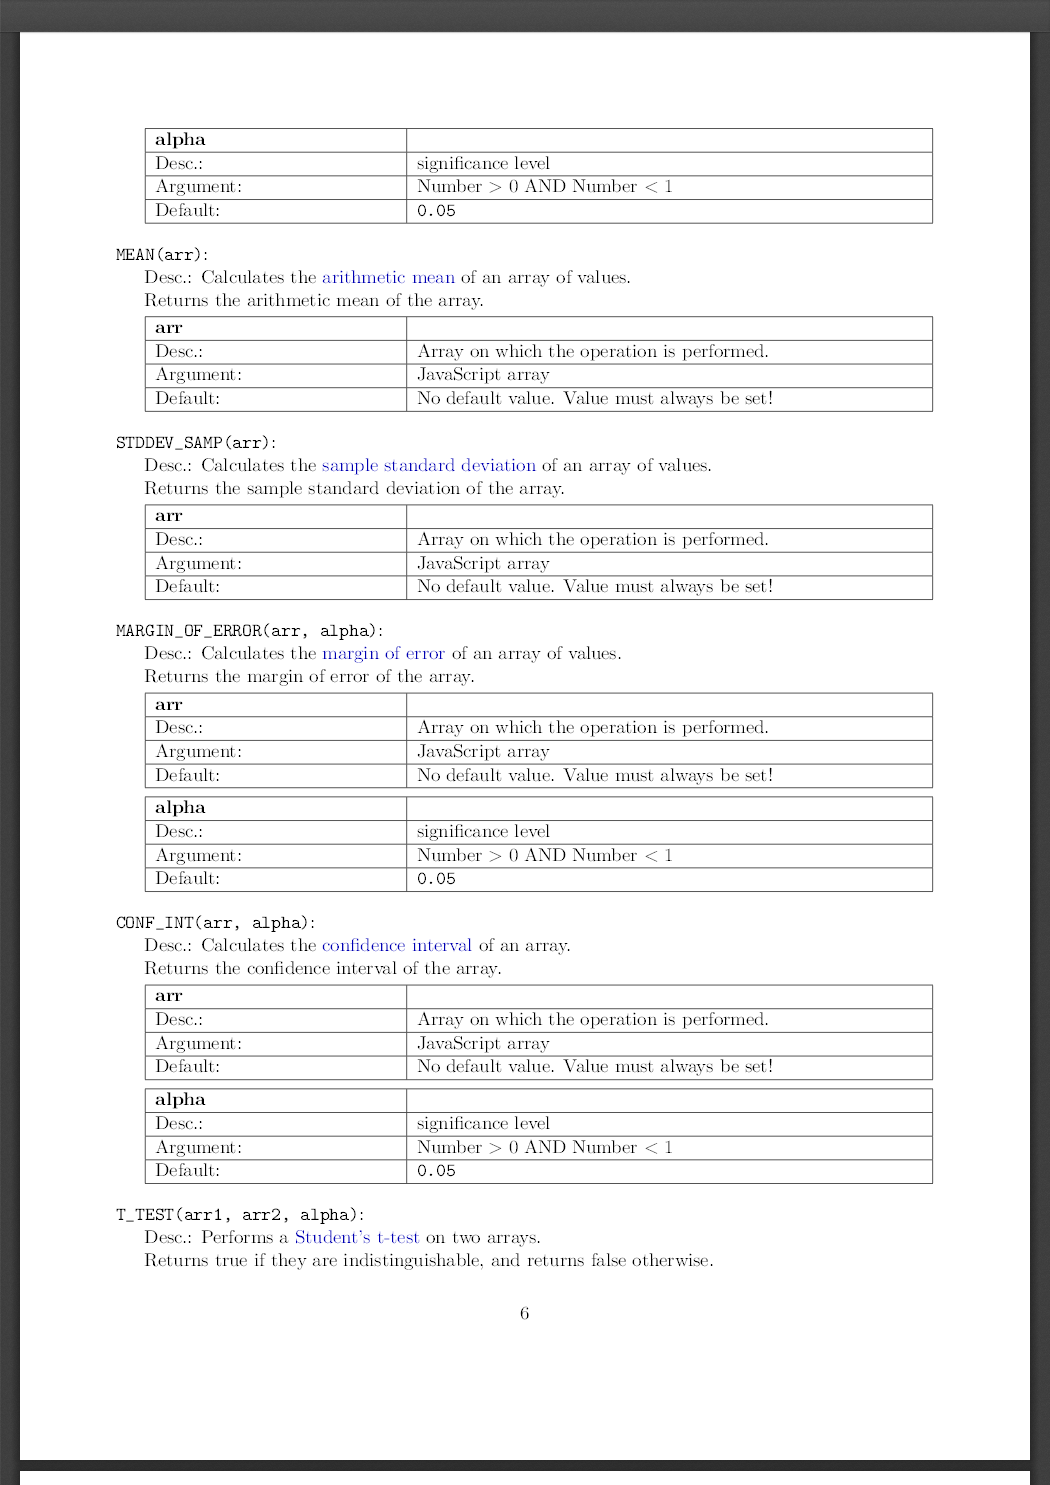 alpha
Desc.: significance level
Argument: Number > 0 AND Number < 1
Default: 0.05
MEAN(arr):
Desc.: Calculates the arithmetic mean of an array of values.
Returns the arithmetic mean of the array.
arr
Desc.: Array on which the operation is performed.
Argument: JavaScript array
Default: No default value. Value must always be set!
STDDEV_SAMP(arr):
Desc.: Calculates the sample standard deviation of an array of values.
Returns the sample standard deviation of the array.
arr
Desc.: Array on which the operation is performed.
Argument: JavaScript array
Default: No default value. Value must always be set!
MARGIN_OF_ERROR(arr, alpha):
Desc.: Calculates the margin of error of an array of values.
Returns the margin of error of the array.
arr
Desc.: Array on which the operation is performed.
Argument: JavaScript array
Default: No default value. Value must always be set!
alpha
Desc.: significance level
Argument: Number > 0 AND Number < 1
Default: 0.05
CONF_INT(arr, alpha):
Desc.: Calculates the confidence interval of an array.
Returns the confidence interval of the array.
arr
Desc.: Array on which the operation is performed.
Argument: JavaScript array
Default: No default value. Value must always be set!
alpha
Desc.: significance level
Argument: Number > 0 AND Number < 1
Default: 0.05
T_TEST(arr1, arr2, alpha):
Desc.: Performs a Student's t-test on two arrays.
Returns true if they are indistinguishable, and returns false otherwise.
6